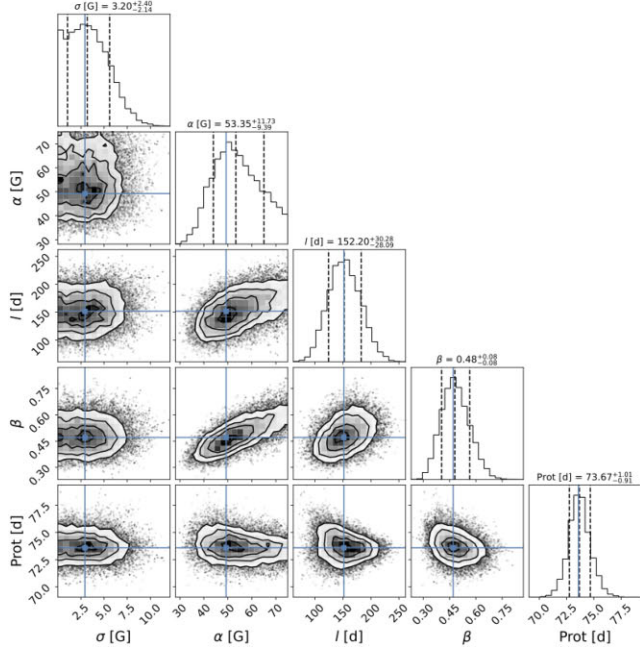 σ [G] = 3.20+2.40−2.14
α [G] = 53.35+11.73−9.39
l [d] = 152.20+30.28−28.09
β = 0.48+0.08−0.08
Prot [d] = 73.67+1.01−0.91
α [G]
70
60
50
40
30
l [d]
250
200
150
100
β
0.75
0.60
0.45
0.30
Prot [d]
77.5
75.0
72.5
70.0
2.5 5.0 7.5 10.0
30 40 50 60 70
100 150 200 250
0.30 0.45 0.60 0.75
70.0 72.5 75.0 77.5
σ [G]
α [G]
l [d]
β
Prot [d]